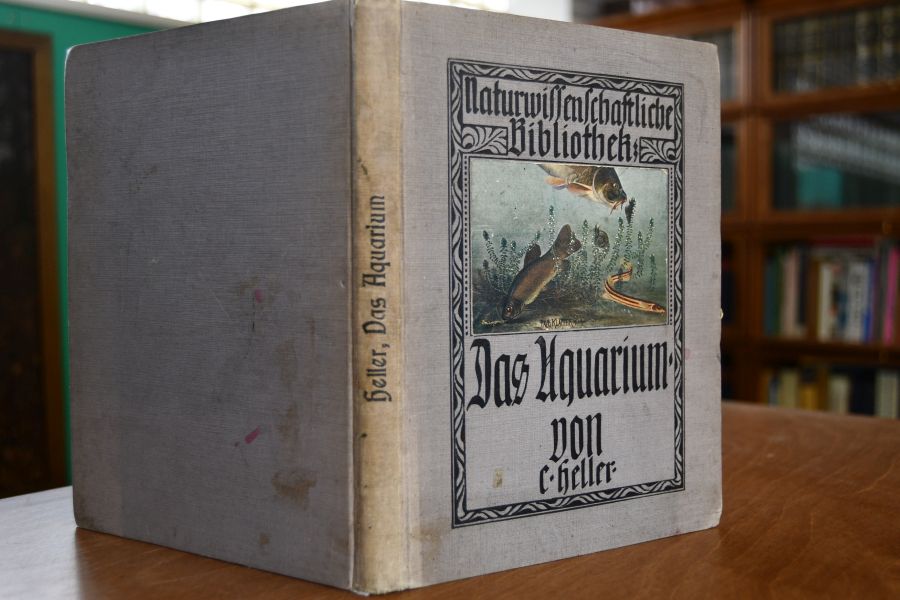 Heller, Das Aquarium
Naturwissenschaftliche
Bibliothek
Das Aquarium
von
C. Heller